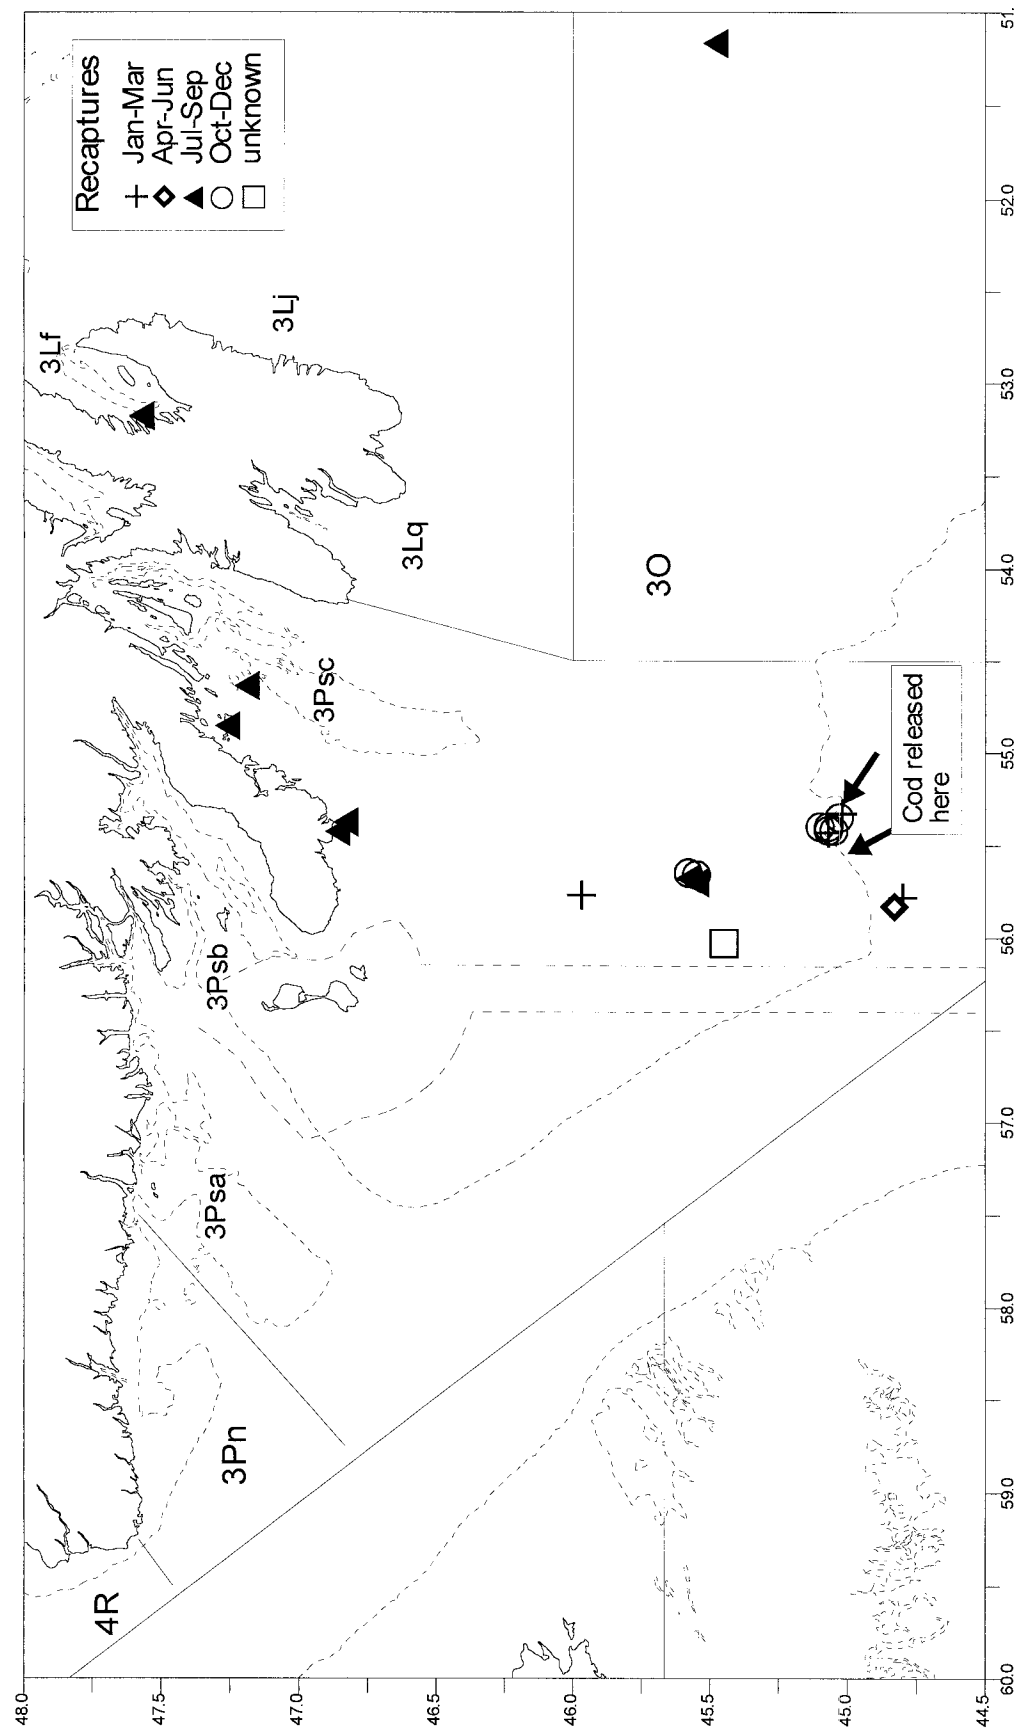 Recaptures
Jan-Mar
Apr-Jun
Jul-Sep
Oct-Dec
unknown
3Lf
3Lj
3Lq
3Psc
3O
3Psb
3Psa
3Pn
4R
Cod released
here
48.0
47.5
47.0
46.5
46.0
45.5
45.0
44.5
60.0
59.0
58.0
57.0
56.0
55.0
54.0
53.0
52.0
51.